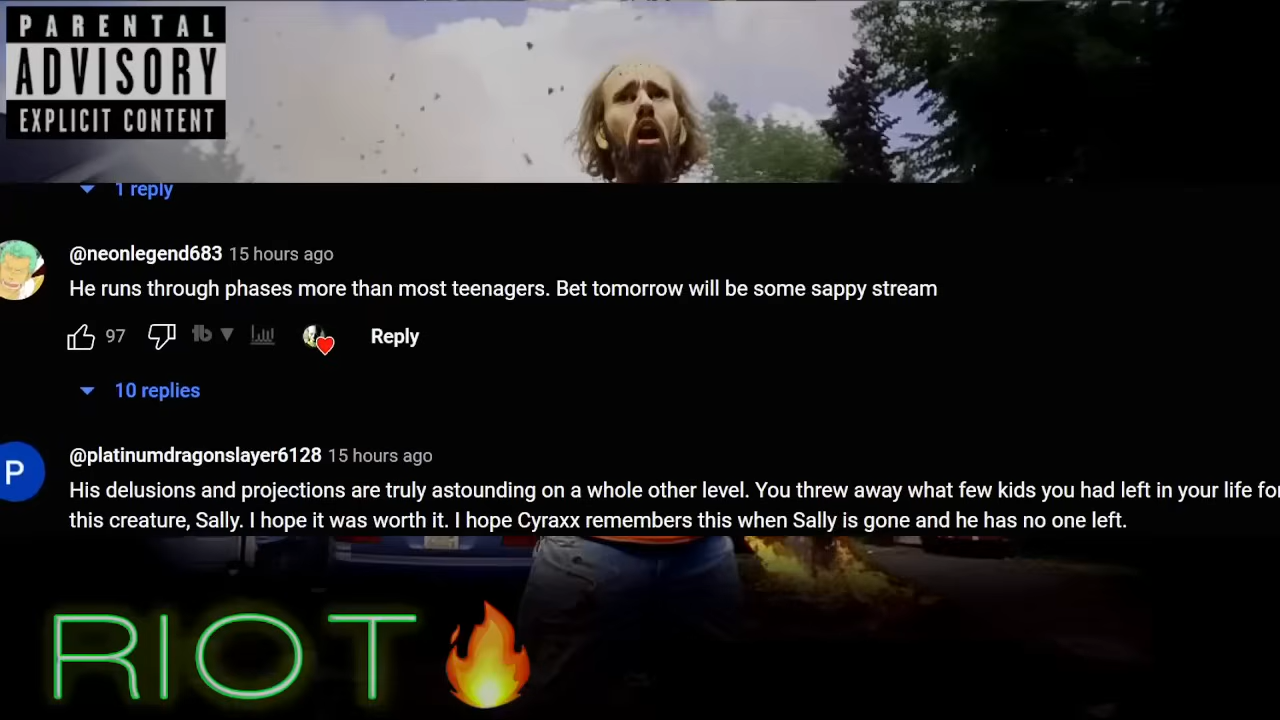 PARENTAL
ADVISORY
EXPLICIT CONTENT
1 reply
@neonlegend683 15 hours ago
He runs through phases more than most teenagers. Bet tomorrow will be some sappy stream
97
Reply
10 replies
P
@platinumdragonslayer6128 15 hours ago
His delusions and projections are truly astounding on a whole other level. You threw away what few kids you had left in your life for
this creature, Sally. I hope it was worth it. I hope Cyraxx remembers this when Sally is gone and he has no one left.
RIOT